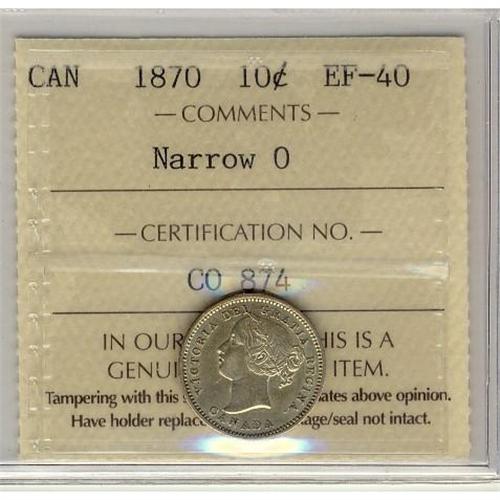 CAN 1870 10¢ EF-40
— COMMENTS —
Narrow 0
— CERTIFICATION NO. —
CO 874
IN OUR HIS IS A
GENUI ITEM.
Tampering with this ates above opinion.
Have holder replac age/seal not intact.
VICTORIA DEI GRATIA REGINA.
CANADA